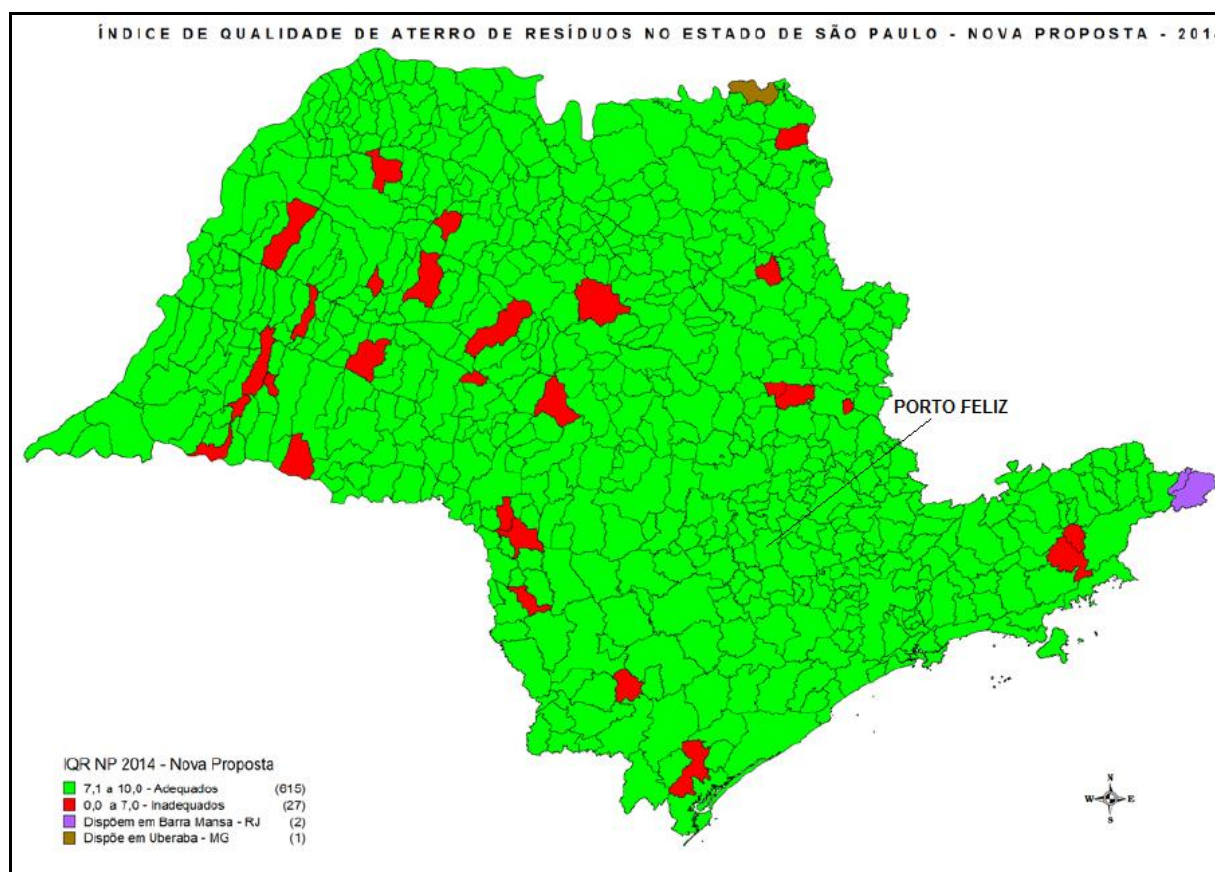 ÍNDICE DE QUALIDADE DE ATERRO DE RESÍDUOS NO ESTADO DE SÃO PAULO - NOVA PROPOSTA - 2014
PORTO FELIZ
IQR NP 2014 - Nova Proposta
7,1 a 10,0 - Adequados (615)
0,0 a 7,0 - Inadequados (27)
Dispõem em Barra Mansa - RJ (2)
Dispõe em Uberaba - MG (1)
N
W E
S